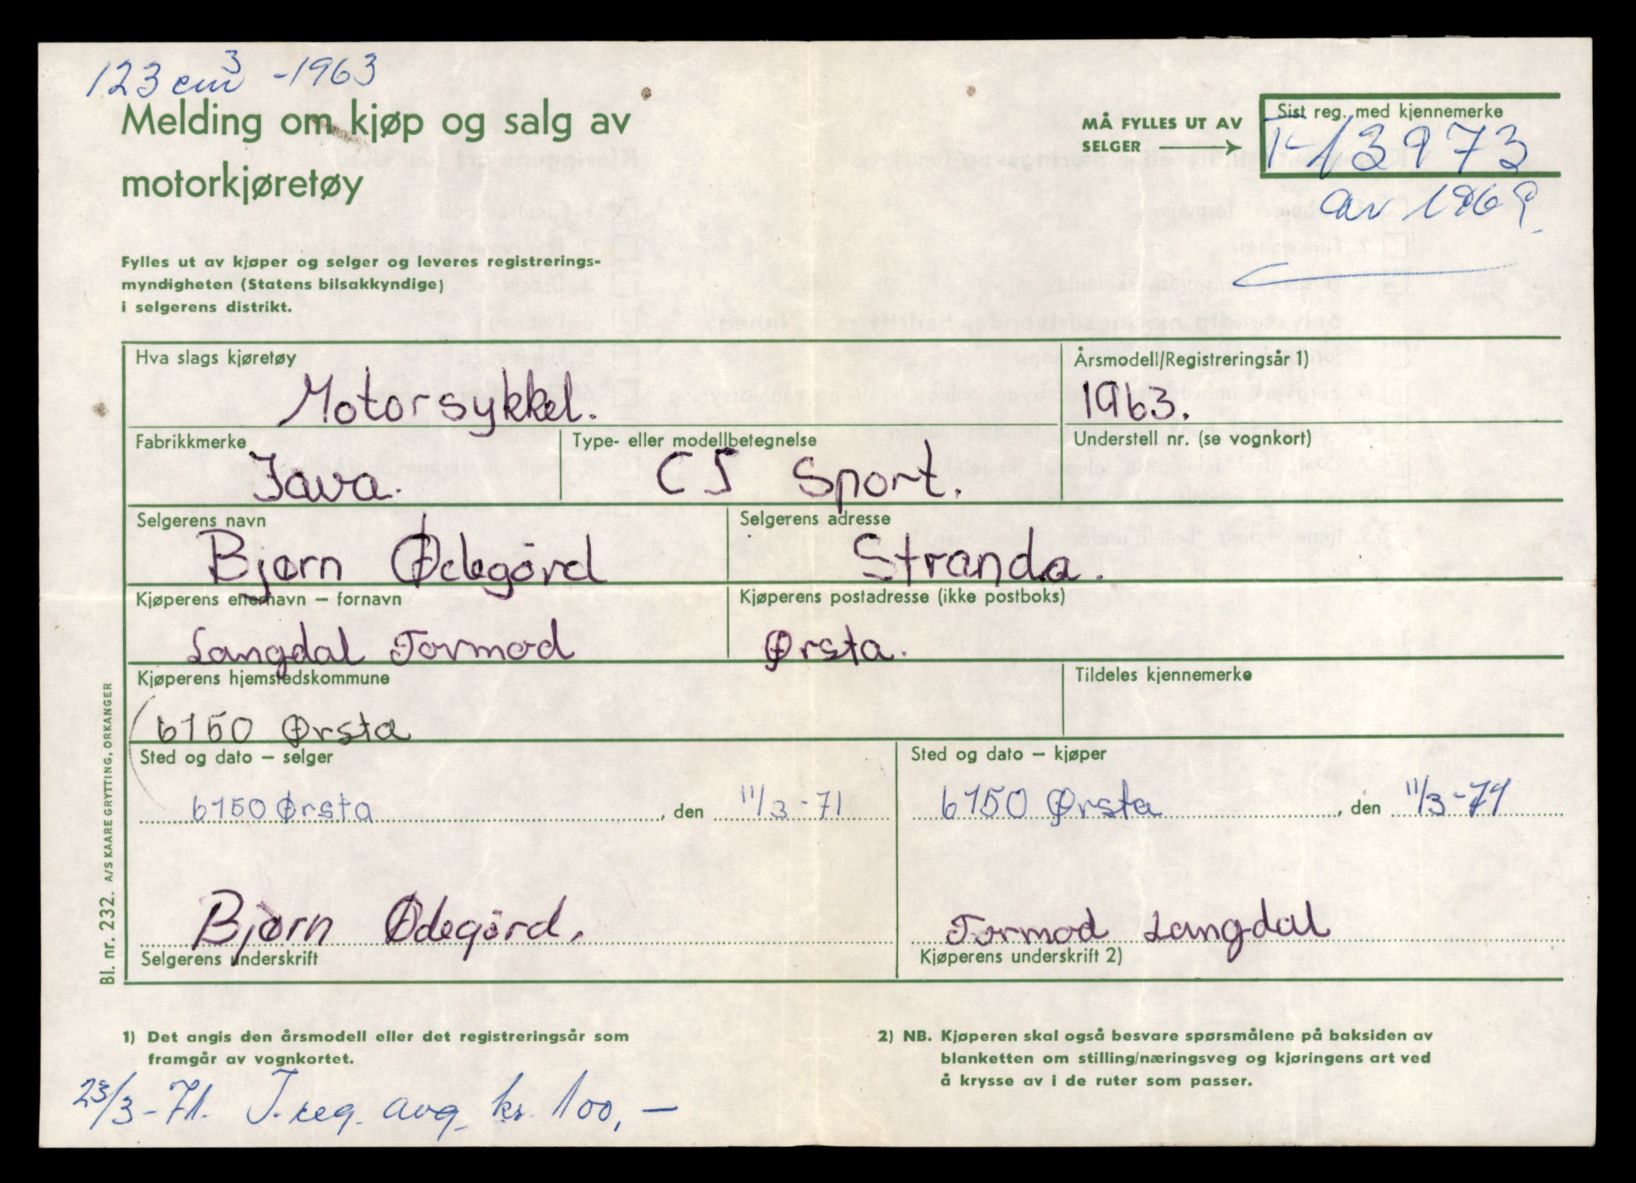 123 cm³ - 1963
Melding om kjøp og salg av
motorkjøretøy
MÅ FYLLES UT AV
SELGER
Sist reg. med kjennemerke
T-13973
av 1969
Fylles ut av kjøper og selger og leveres registrerings-
myndigheten (Statens bilsakkyndige)
i selgerens distrikt.
Hva slags kjøretøy
Motorsykkel.
Årsmodell/Registreringsår 1)
1963.
Fabrikkmerke
Java.
Type- eller modellbetegnelse
CS Sport.
Understell nr. (se vognkort)
Selgerens navn
Bjørn Ødegörd
Selgerens adresse
Stranda.
Kjøperens etternavn – fornavn
Langdal Tormod
Kjøperens postadresse (ikke postboks)
Ørsta.
Kjøperens hjemstedskommune
6150 Ørsta
Tildeles kjennemerke
Sted og dato – selger
6150 Ørsta, den 11/3-71
Sted og dato – kjøper
6150 Ørsta, den 11/3-71
Bjørn Ødegörd.
Selgerens underskrift
Tormod Langdal
Kjøperens underskrift 2)
Bl. nr. 232. A/S KAARE GRYTTING, ORKANGER
1) Det angis den årsmodell eller det registreringsår som
framgår av vognkortet.
2) NB. Kjøperen skal også besvare spørsmålene på baksiden av
blanketten om stilling/næringsveg og kjøringens art ved
å krysse av i de ruter som passer.
23/3-71. I.reg. avg. kr. 100,-